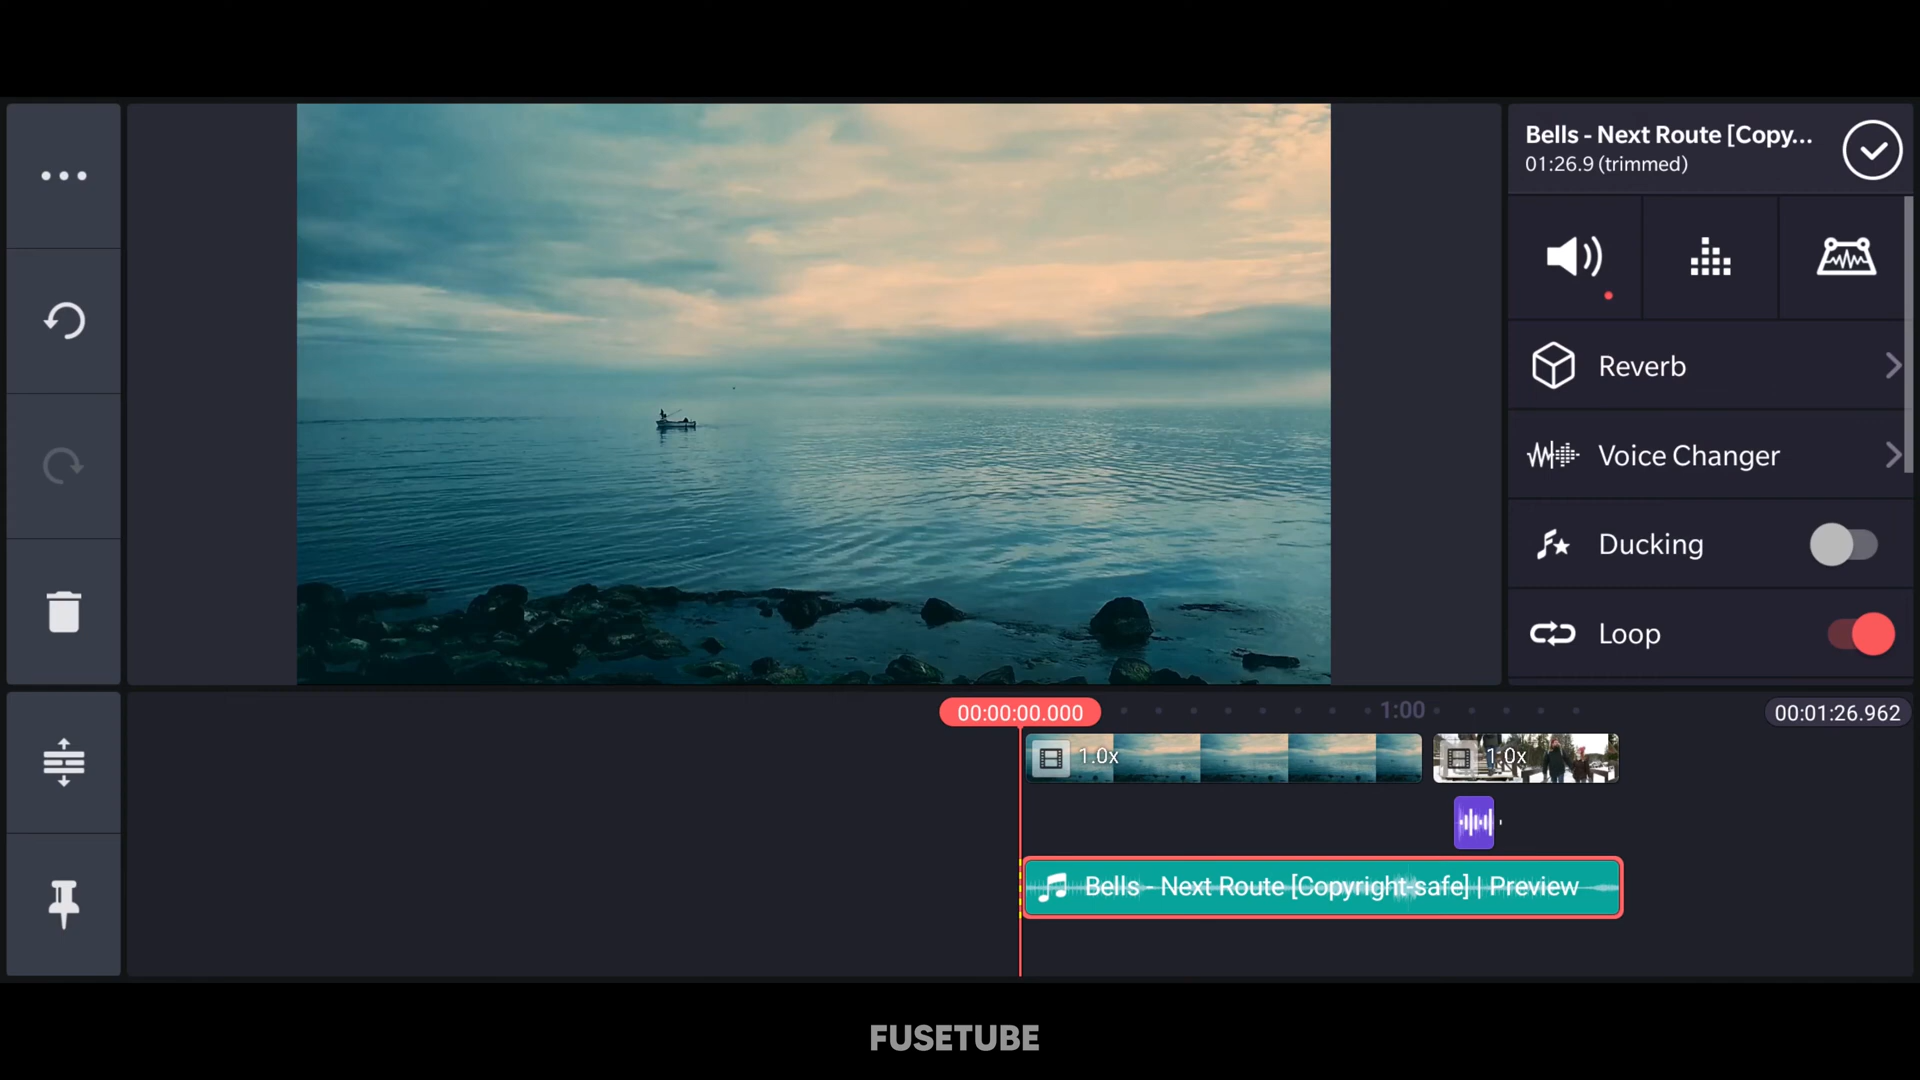 Bells - Next Route [Copy...
01:26.9 (trimmed)
Reverb
Voice Changer
Ducking
Loop
00:00:00.000
1:00
00:01:26.962
1.0x
1.0x
Bells - Next Route [Copyright-safe] | Preview
FUSETUBE